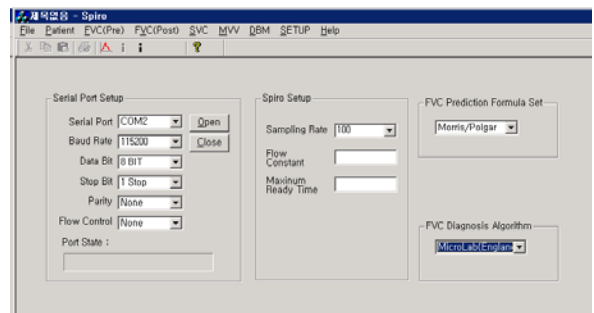 제목없음 - Spiro
File Patient FVC(Pre) FVC(Post) SVC MVV DBM SETUP Help
Serial Port Setup
Serial Port COM2 Open
Baud Rate 115200 Close
Data Bit 8 BIT
Stop Bit 1 Stop
Parity None
Flow Control None
Port State :
Spiro Setup
Sampling Rate 100
Flow
Constant
Maxinun
Ready Time
FVC Prediction Formula Set
Morris/Polgar
FVC Diagnosis Algorithm
MicroLab(Englan